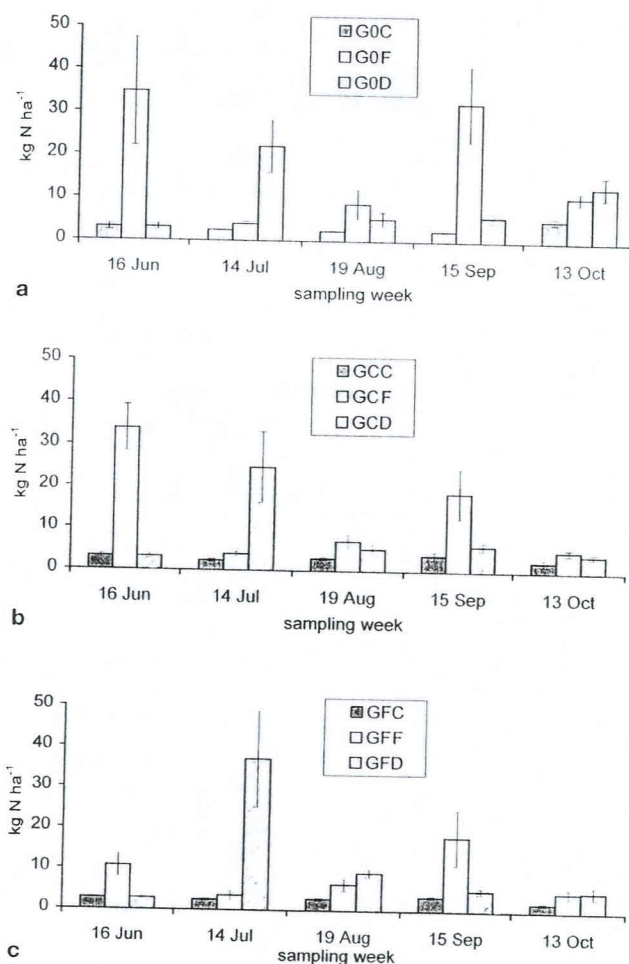 50
40
30
20
10
0
kg N ha⁻¹
G0C
G0F
G0D
16 Jun 14 Jul 19 Aug 15 Sep 13 Oct
sampling week
a
50
40
30
20
10
0
kg N ha⁻¹
GCC
GCF
GCD
16 Jun 14 Jul 19 Aug 15 Sep 13 Oct
sampling week
b
50
40
30
20
10
0
kg N ha⁻¹
GFC
GFF
GFD
16 Jun 14 Jul 19 Aug 15 Sep 13 Oct
sampling week
c